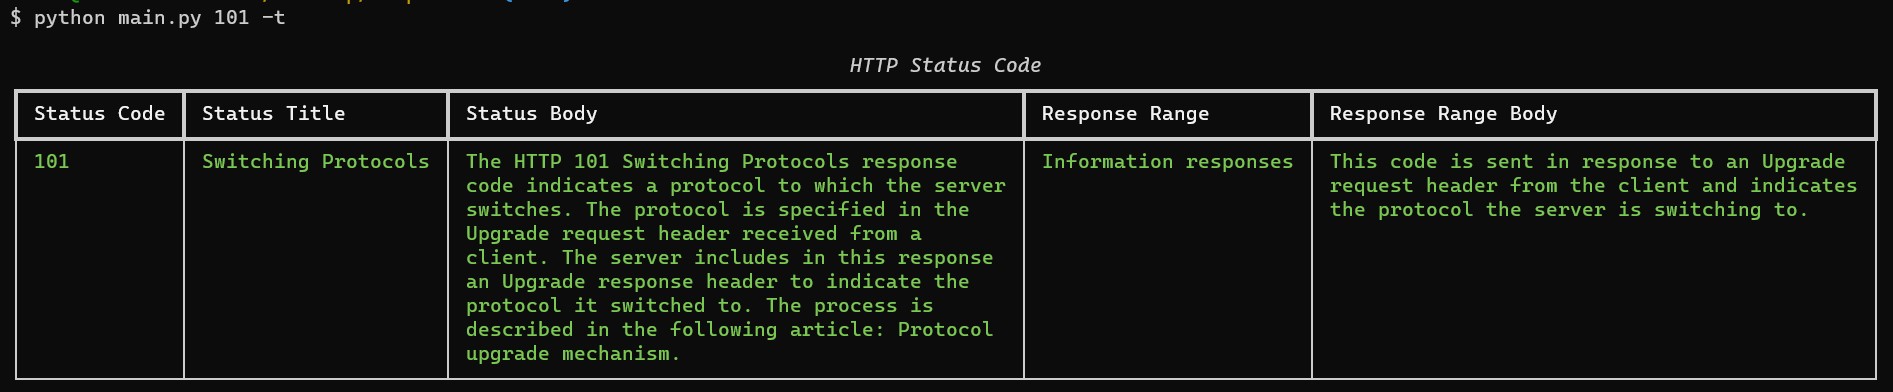 $ python main.py 101 -t
HTTP Status Code
Status Code
Status Title
Status Body
Response Range
Response Range Body
101
Switching Protocols
The HTTP 101 Switching Protocols response
code indicates a protocol to which the server
switches. The protocol is specified in the
Upgrade request header received from a
client. The server includes in this response
an Upgrade response header to indicate the
protocol it switched to. The process is
described in the following article: Protocol
upgrade mechanism.
Information responses
This code is sent in response to an Upgrade
request header from the client and indicates
the protocol the server is switching to.